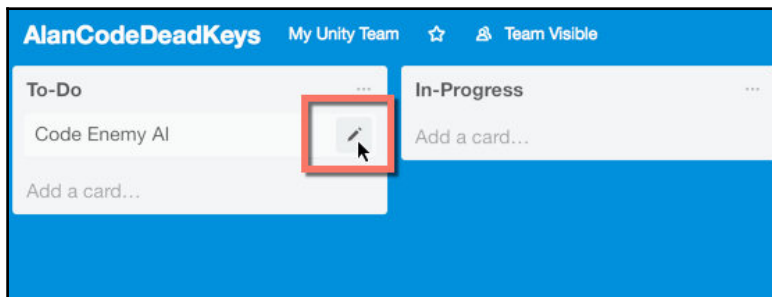 AlanCodeDeadKeys My Unity Team Team Visible
To-Do ...
Code Enemy AI
Add a card...
In-Progress ...
Add a card...